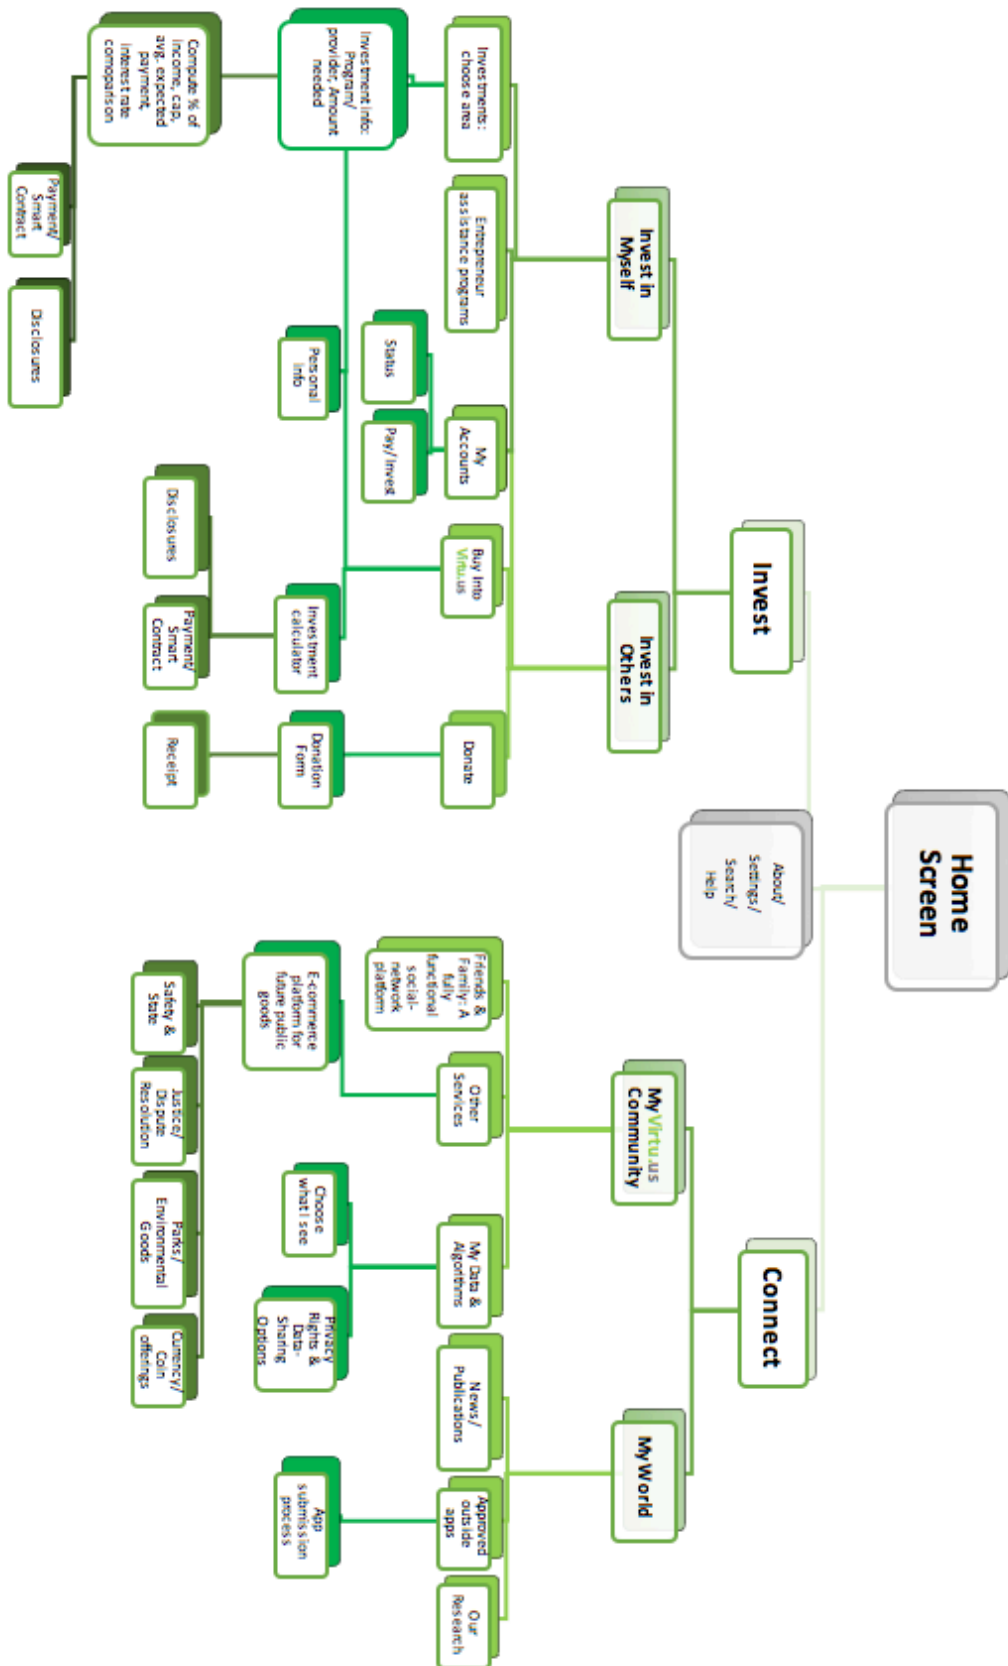 Home
Screen
About/
Settings/
Search/
Help
Invest
Connect
Invest in
Myself
Invest in
Others
My Virtu.us
Community
My World
Investments:
choose area
Entrepreneur
assistance programs
My
Accounts
Buy Into
Virtu.us
Donate
Friends &
Family: A
fully
functional
social-
network
platform
Other
Services
My Data &
Algorithms
News/
Publications
Approved
outside
apps
Our
Research
Status
Pay/Invest
Investment info:
Program/
provider, Amount
needed
Personal
info
Investment
calculator
Donation
Form
E-commerce
platform for
future public
goods
Choose
what I see
Privacy
Rights &
Data-
Sharing
Options
App
submission
process
Compute % of
income, cap,
avg. expected
payment,
interest rate
comoparison
Disclosures
Payment/
Smart
Contract
Receipt
Safety &
State
Justice/
Dispute
Resolution
Parks/
Environmental
Goods
Currency/
Coin
offerings
Payment/
Smart
Contract
Disclosures